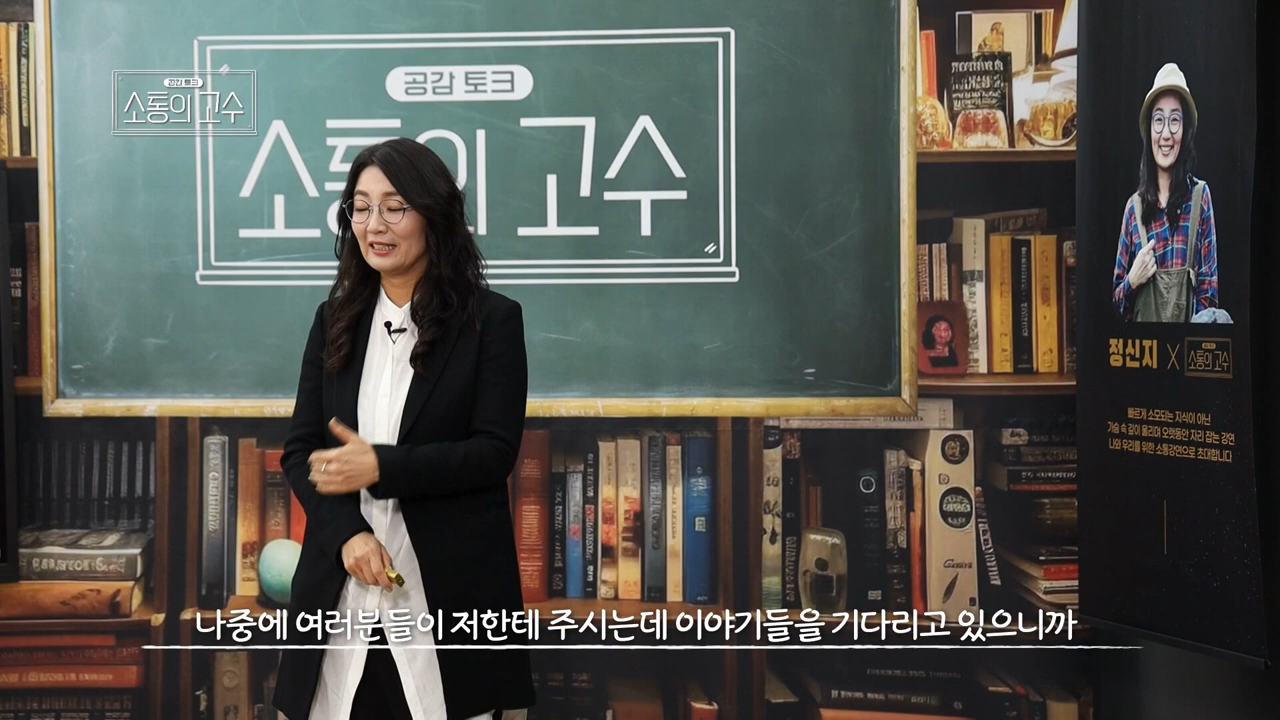 공감 토크
소통의 고수
공감 토크
소통의 고수
정신지 X 소통의 고수
빠르게 소모되는 지식이 아닌
가슴 속 깊이 울리며 오랫동안 자리 잡는 강연
나와 우리를 위한 소통강연으로 초대합니다
나중에 여러분들이 저한테 주시는데 이야기들을 기다리고 있으니까